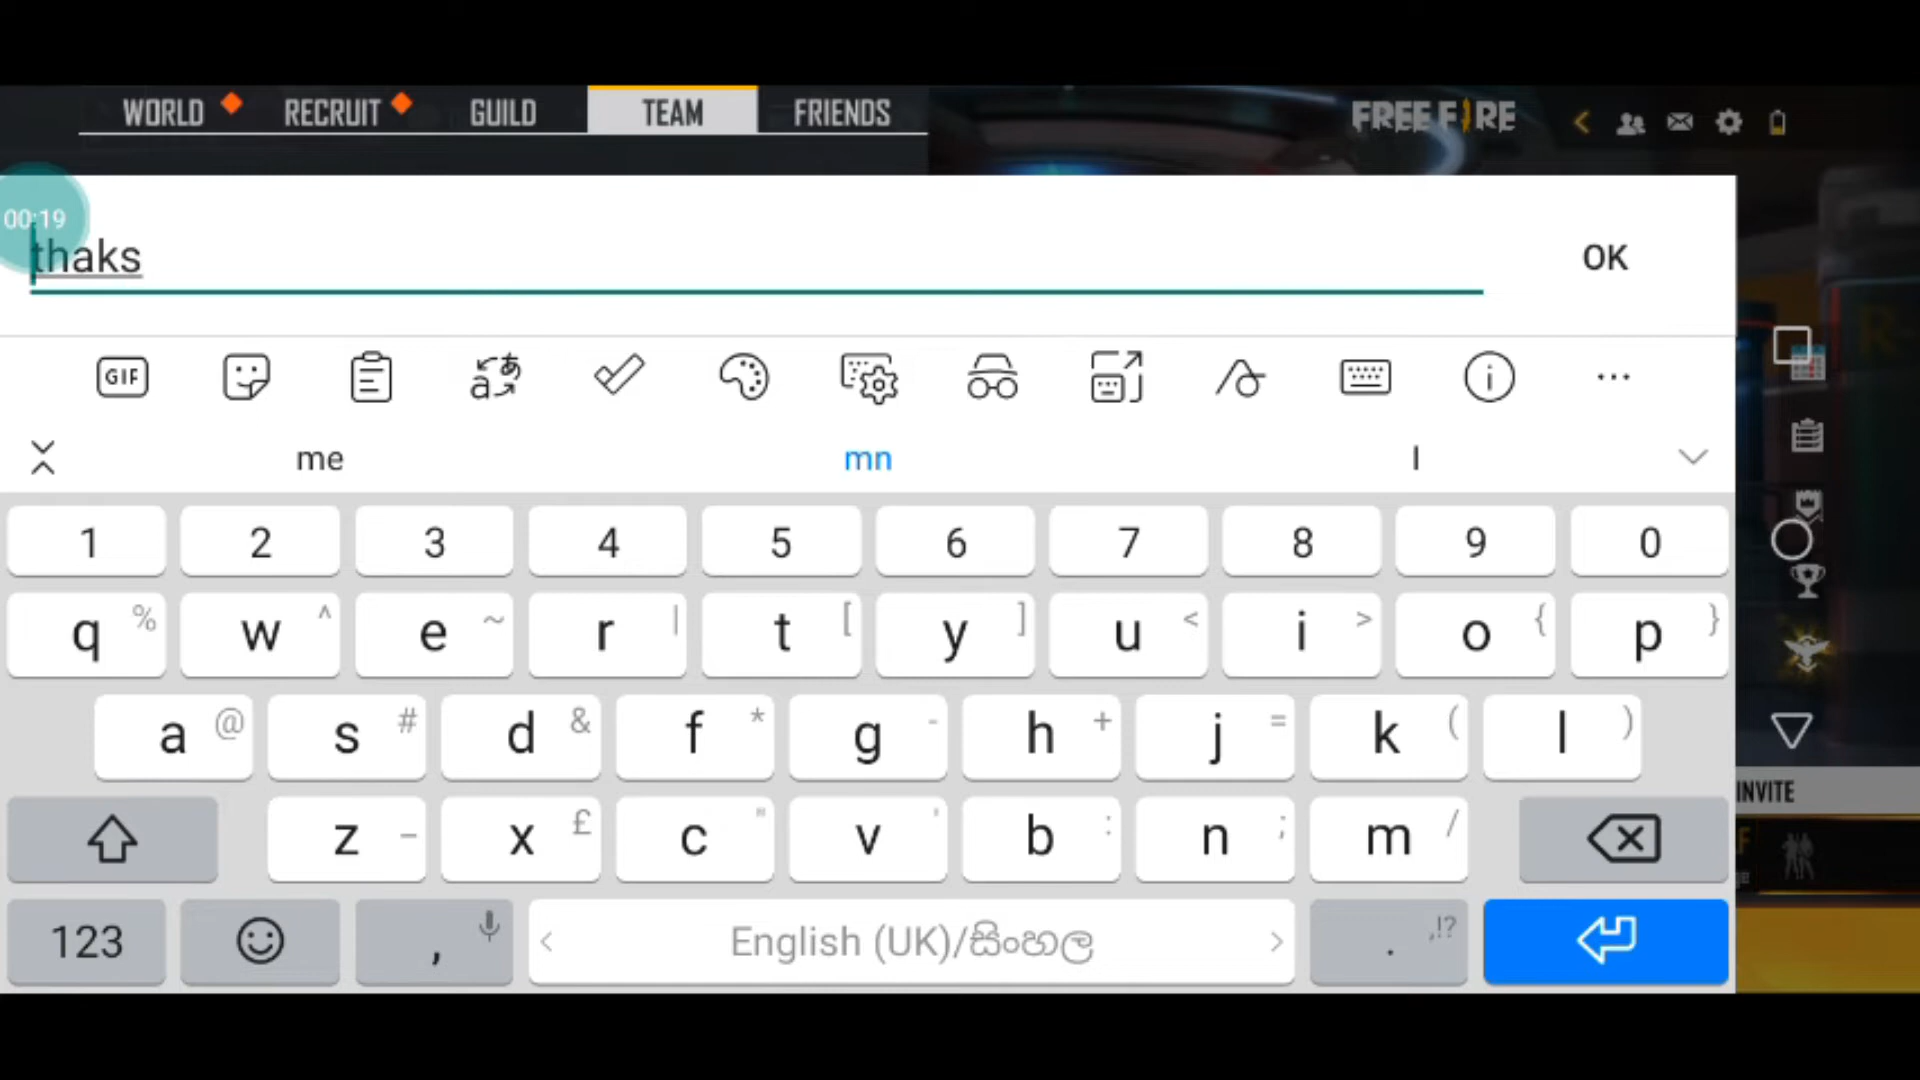 WORLD RECRUIT GUILD TEAM FRIENDS FREE FIRE
00:19
thaks OK
GIF
me mn I
1 2 3 4 5 6 7 8 9 0
q % w ^ e ~ r | t [ y ] u < i > o { p }
a @ s # d & f * g - h + j = k ( l )
INVITE
z _ x £ c " v ' b : n ; m /
123 , < English (UK)/සිංහල > . ,!?